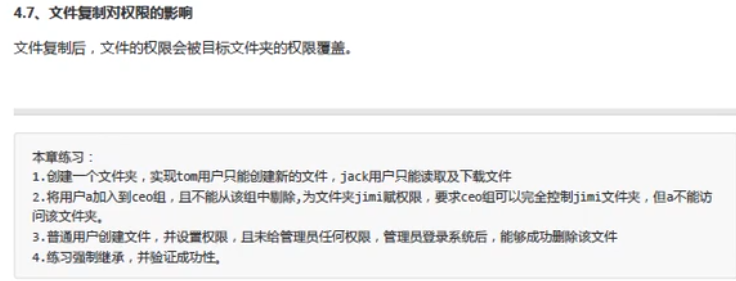 4.7、文件复制对权限的影响
文件复制后，文件的权限会被目标文件夹的权限覆盖。
本章练习：
1.创建一个文件夹，实现tom用户只能创建新的文件，jack用户只能读取及下载文件
2.将用户a加入到ceo组，且不能从该组中剔除,为文件夹jimi赋权限，要求ceo组可以完全控制jimi文件夹，但a不能访
问该文件夹。
3.普通用户创建文件，并设置权限，且未给管理员任何权限，管理员登录系统后，能够成功删除该文件
4.练习强制继承，并验证成功性。